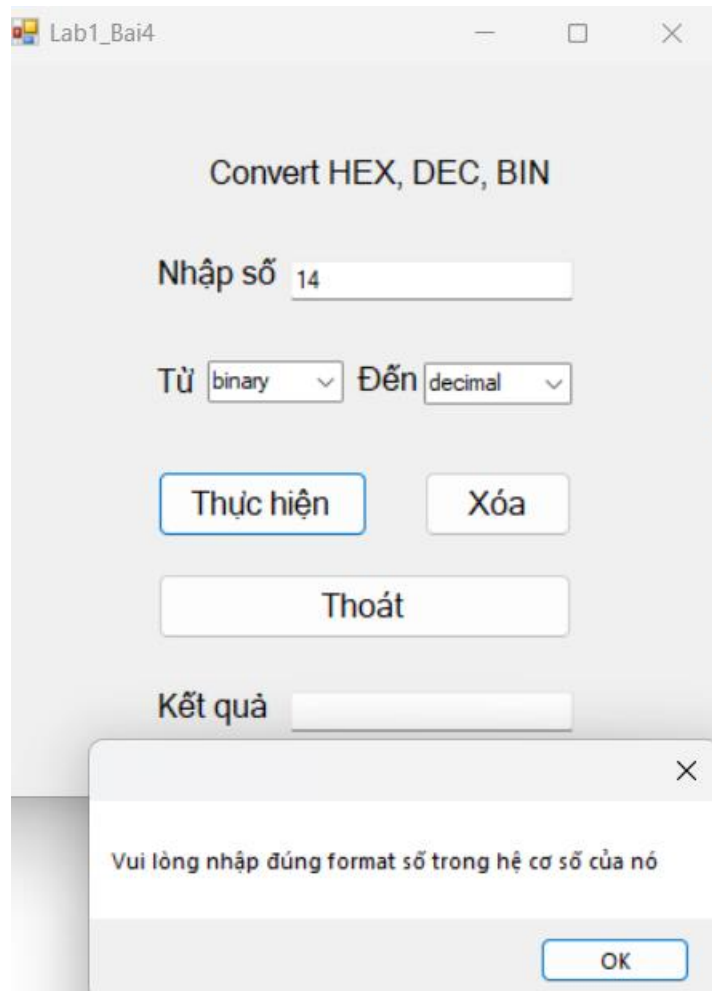 Lab1_Bai4
Convert HEX, DEC, BIN
Nhập số 14
Từ binary Đến decimal
Thực hiện Xóa
Thoát
Kết quả
Vui lòng nhập đúng format số trong hệ cơ số của nó
OK